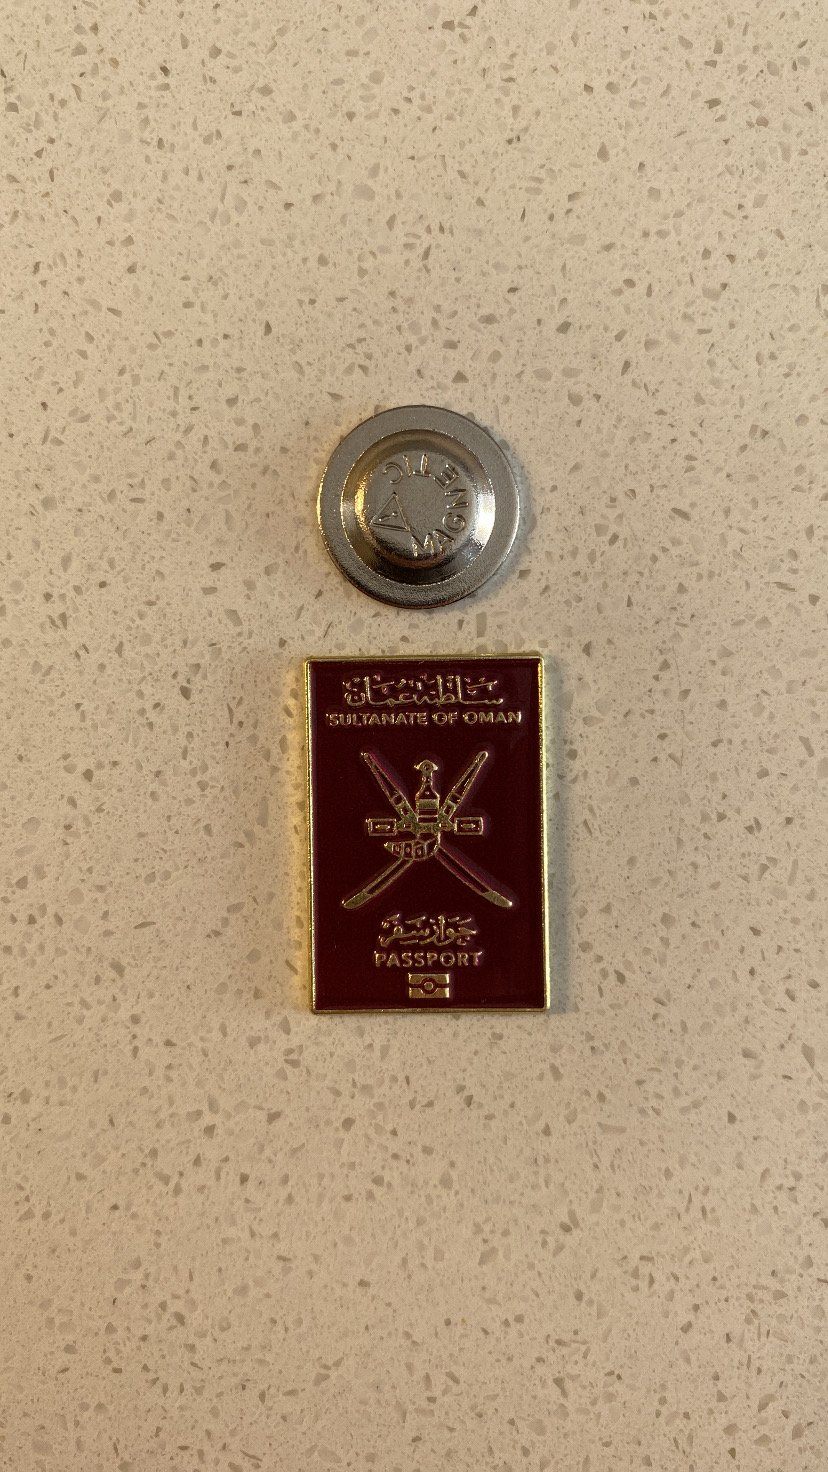 MAGNETIC
سلطنة عمان
SULTANATE OF OMAN
جواز سفر
PASSPORT